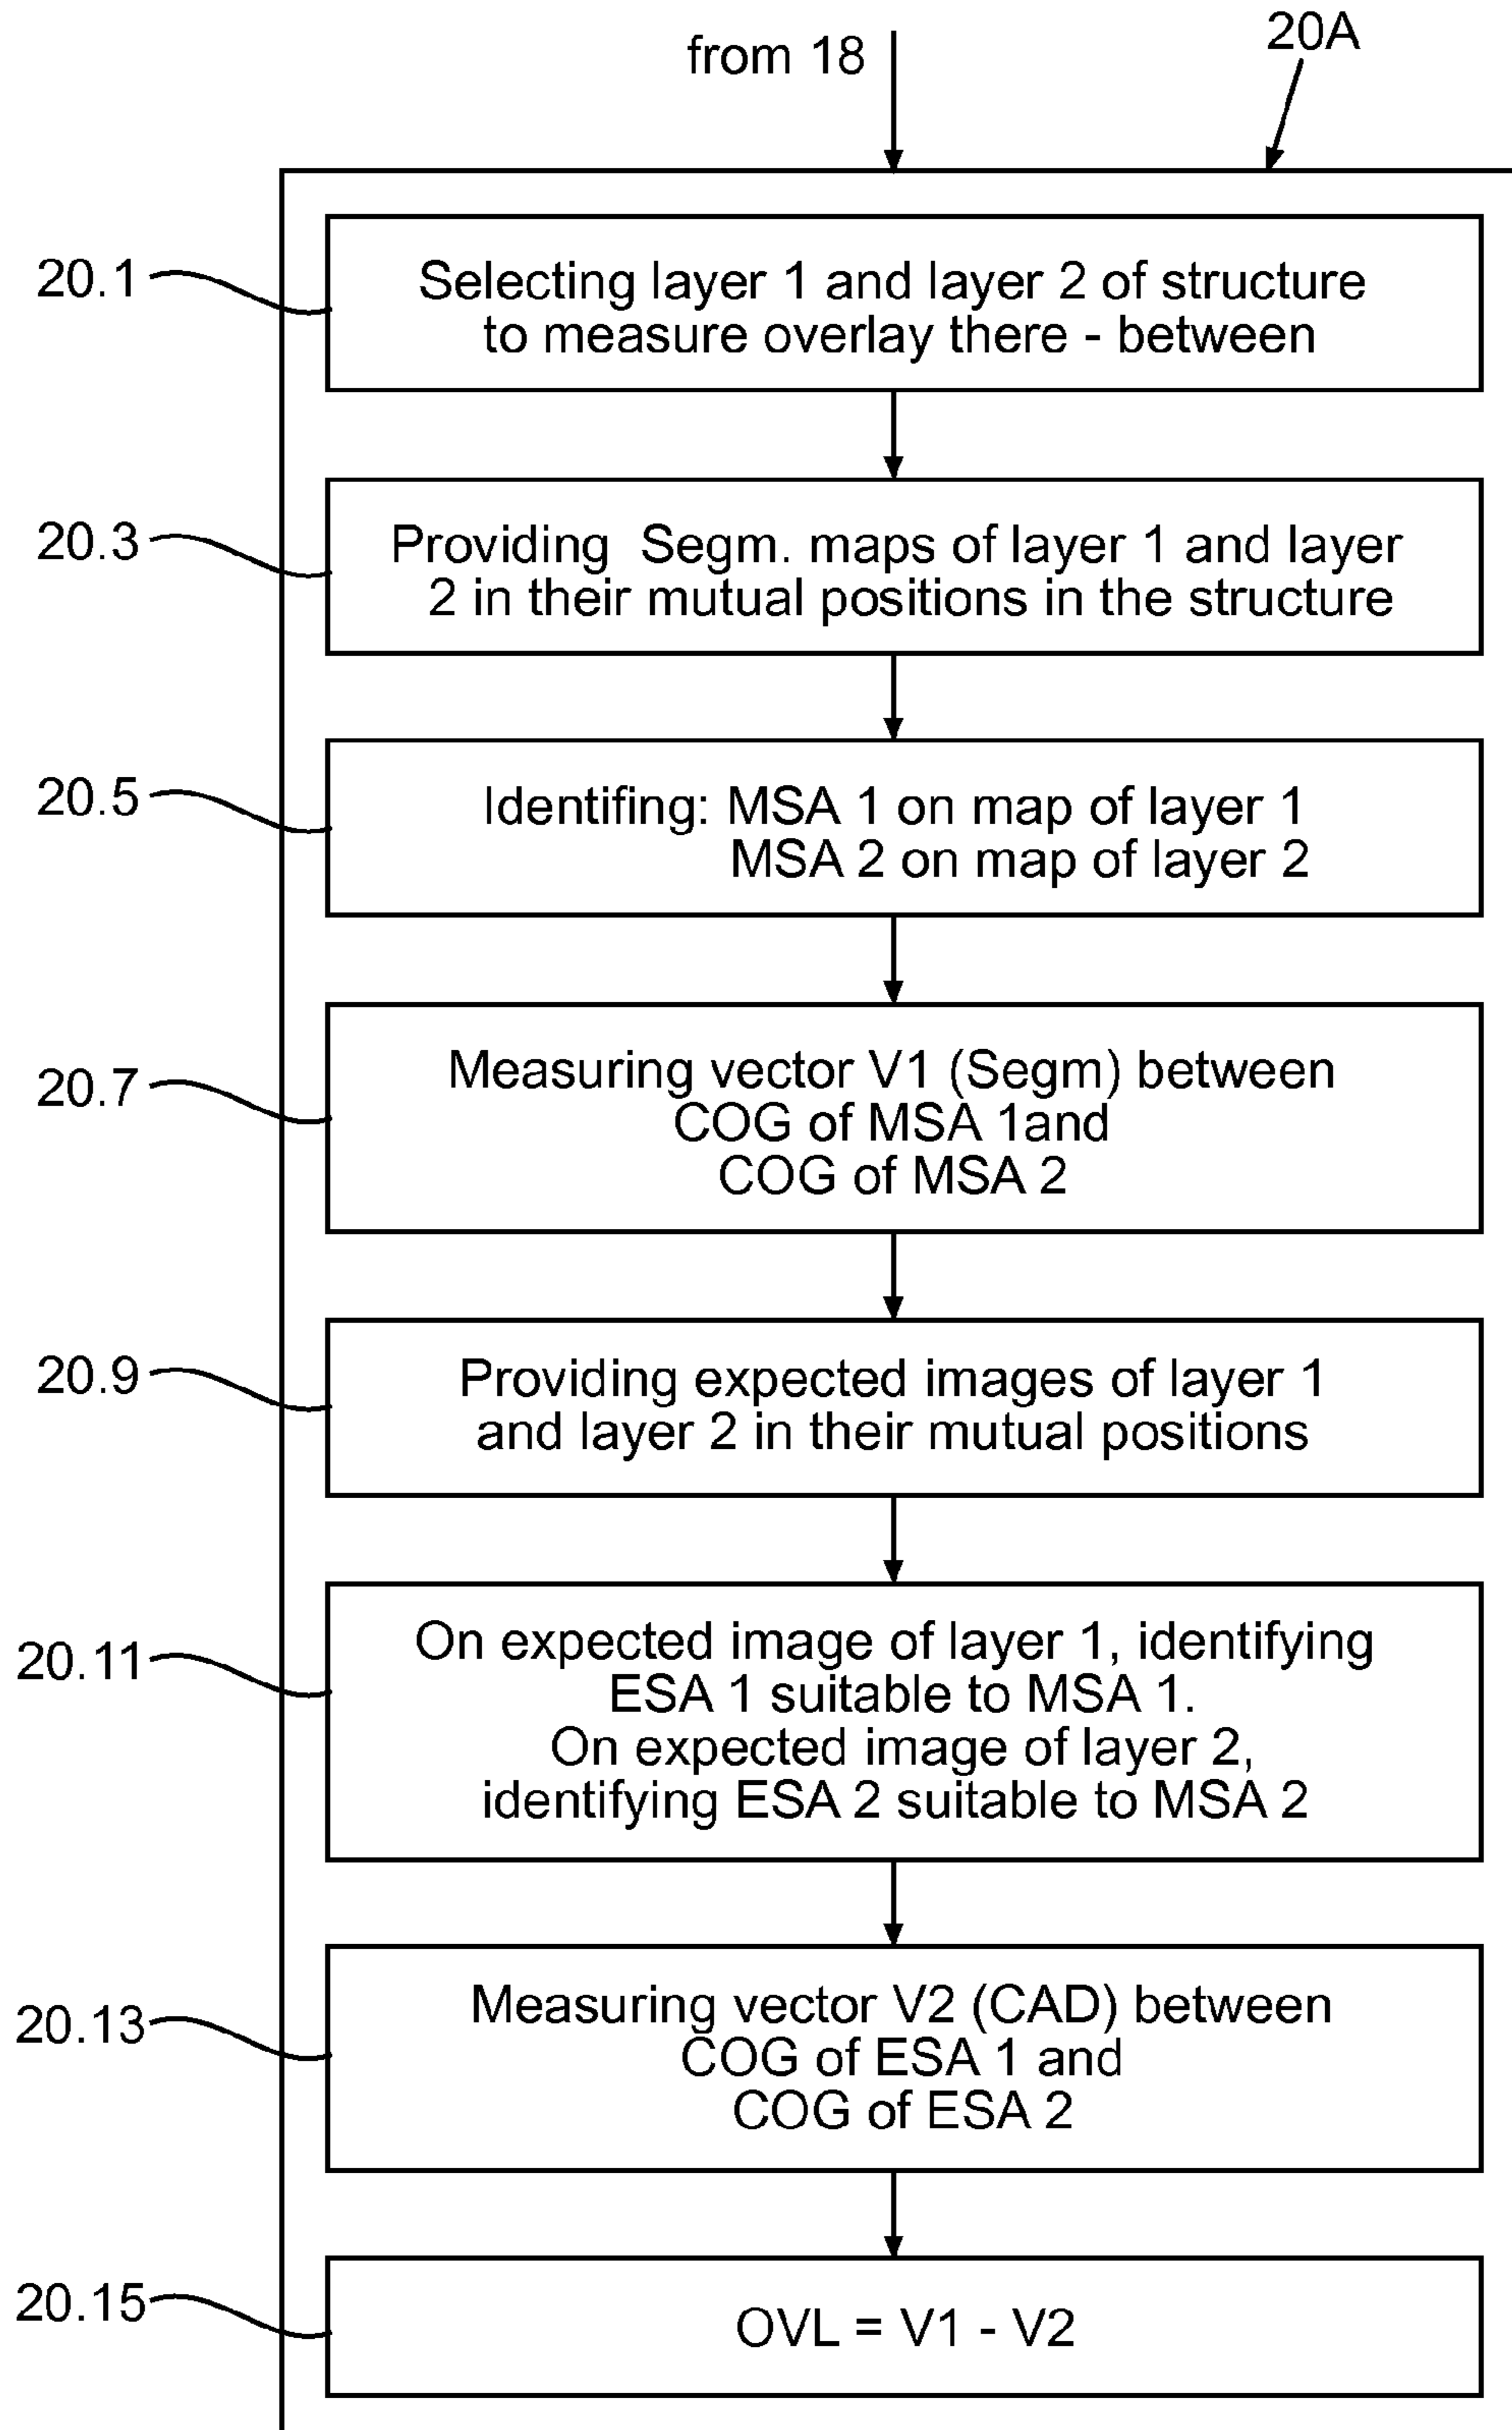 from 18
20A
20.1
Selecting layer 1 and layer 2 of structure
to measure overlay there - between
20.3
Providing Segm. maps of layer 1 and layer
2 in their mutual positions in the structure
20.5
Identifing: MSA 1 on map of layer 1
MSA 2 on map of layer 2
20.7
Measuring vector V1 (Segm) between
COG of MSA 1and
COG of MSA 2
20.9
Providing expected images of layer 1
and layer 2 in their mutual positions
20.11
On expected image of layer 1, identifying
ESA 1 suitable to MSA 1.
On expected image of layer 2,
identifying ESA 2 suitable to MSA 2
20.13
Measuring vector V2 (CAD) between
COG of ESA 1 and
COG of ESA 2
20.15
OVL = V1 - V2